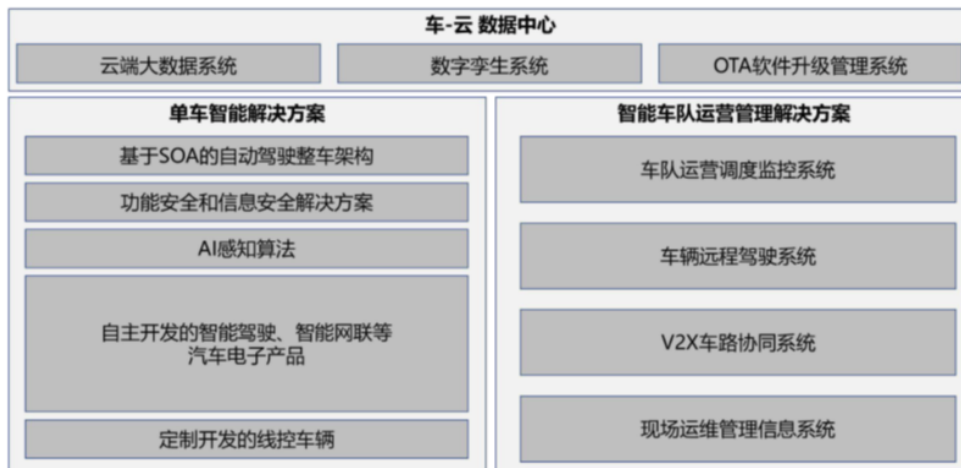 车-云 数据中心
云端大数据系统
数字孪生系统
OTA软件升级管理系统
单车智能解决方案
基于SOA的自动驾驶整车架构
功能安全和信息安全解决方案
AI感知算法
自主开发的智能驾驶、智能网联等
汽车电子产品
定制开发的线控车辆
智能车队运营管理解决方案
车队运营调度监控系统
车辆远程驾驶系统
V2X车路协同系统
现场运维管理信息系统